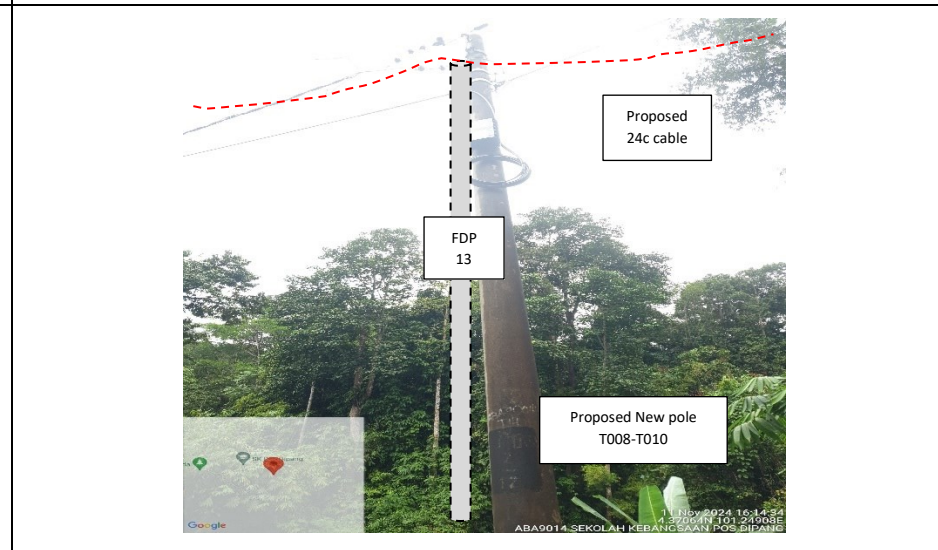 Proposed
24c cable
FDP
13
Proposed New pole
T008-T010
Google
11 Nov 2024 16:14:34
4.37064N 101.24908E
ABA9014 SEKOLAH KEBANGSAAN POS DIPANG